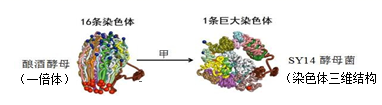 16条染色体
1条巨大染色体
甲
酿酒酵母
(一倍体)
SY14 酵母菌
(染色体三维结构